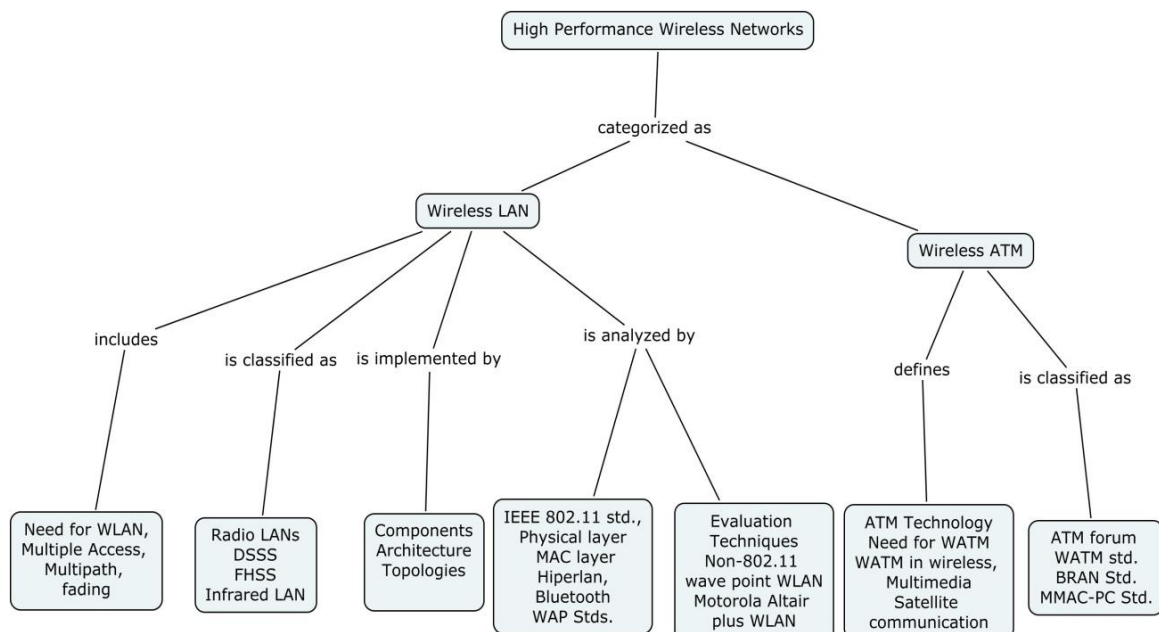 High Performance Wireless Networks
categorized as
Wireless LAN
Wireless ATM
includes
is classified as
is implemented by
is analyzed by
defines
is classified as
Need for WLAN,
Multiple Access,
Multipath,
fading
Radio LANs
DSSS
FHSS
Infrared LAN
Components
Architecture
Topologies
IEEE 802.11 std.,
Physical layer
MAC layer
Hiperlan,
Bluetooth
WAP Stds.
Evaluation
Techniques
Non-802.11
wave point WLAN
Motorola Altair
plus WLAN
ATM Technology
Need for WATM
WATM in wireless,
Multimedia
Satellite
communication
ATM forum
WATM std.
BRAN Std.
MMAC-PC Std.